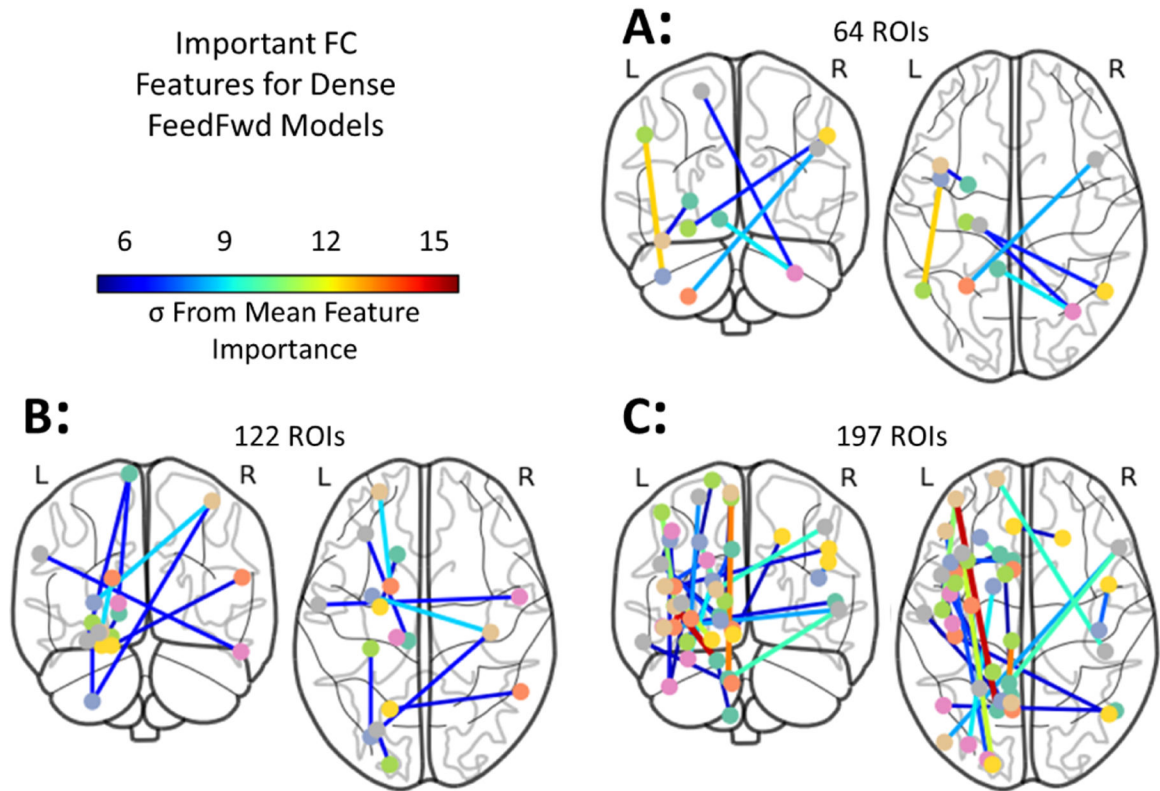 Important FC
Features for Dense
FeedFwd Models
6 9 12 15
σ From Mean Feature
Importance
A:
64 ROIs
L R L R
B:
122 ROIs
L R L R
C:
197 ROIs
L R L R